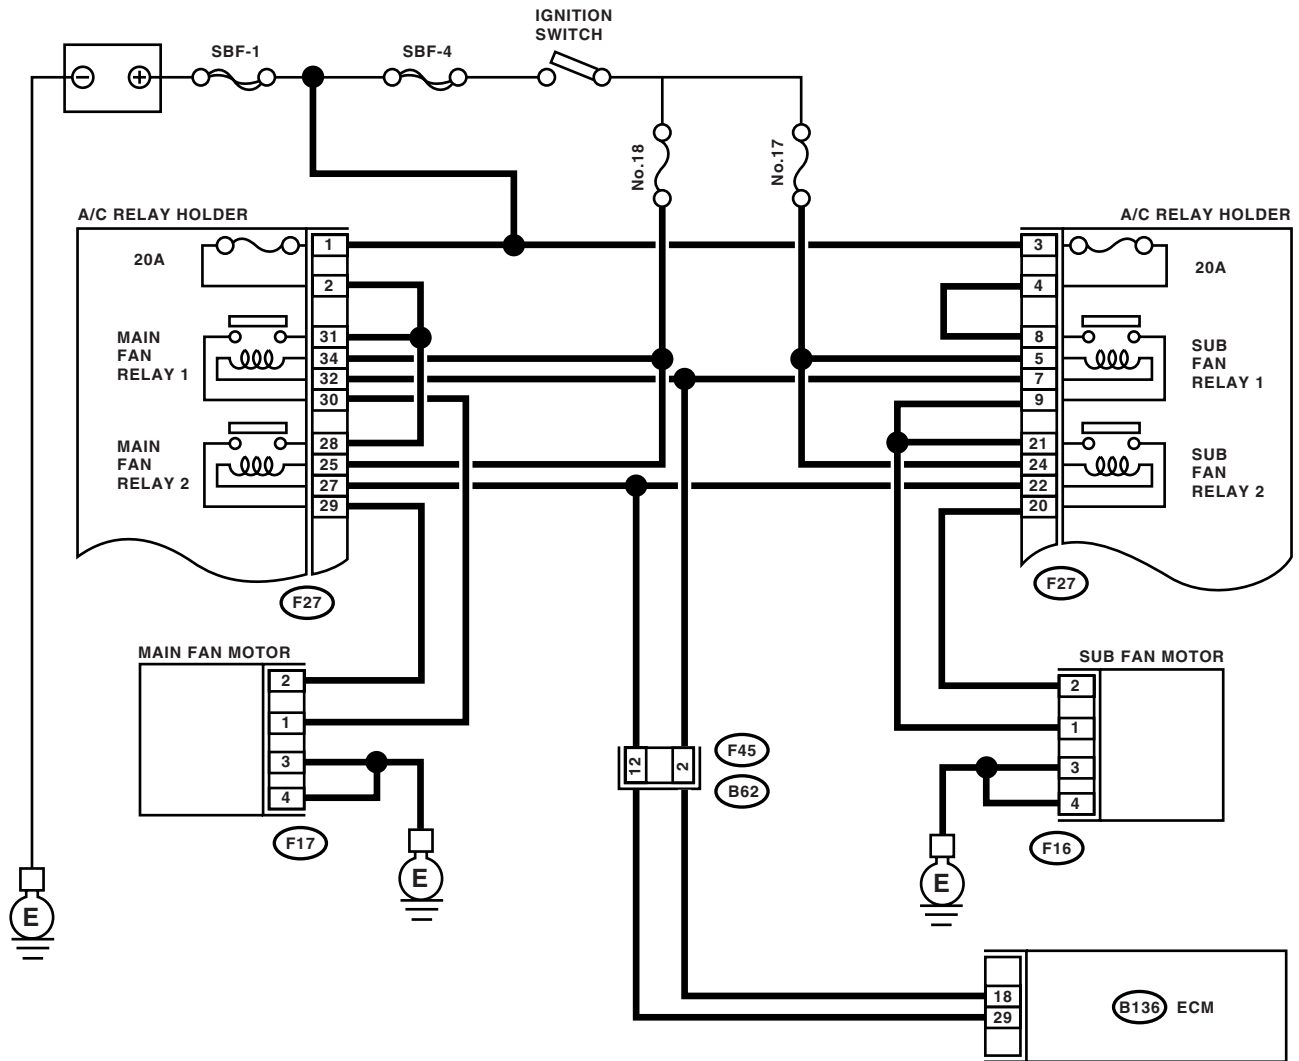 IGNITION
SWITCH
SBF-1
SBF-4
−
+
No.18
No.17
A/C RELAY HOLDER
A/C RELAY HOLDER
20A
1
2
MAIN
FAN
RELAY 1
31
34
32
30
MAIN
FAN
RELAY 2
28
25
27
29
F27
3
20A
4
8
5
7
9
SUB
FAN
RELAY 1
21
24
22
20
SUB
FAN
RELAY 2
F27
MAIN FAN MOTOR
2
1
3
4
F17
E
E
12
2
F45
B62
SUB FAN MOTOR
2
1
3
4
F16
E
18
29
B136 ECM